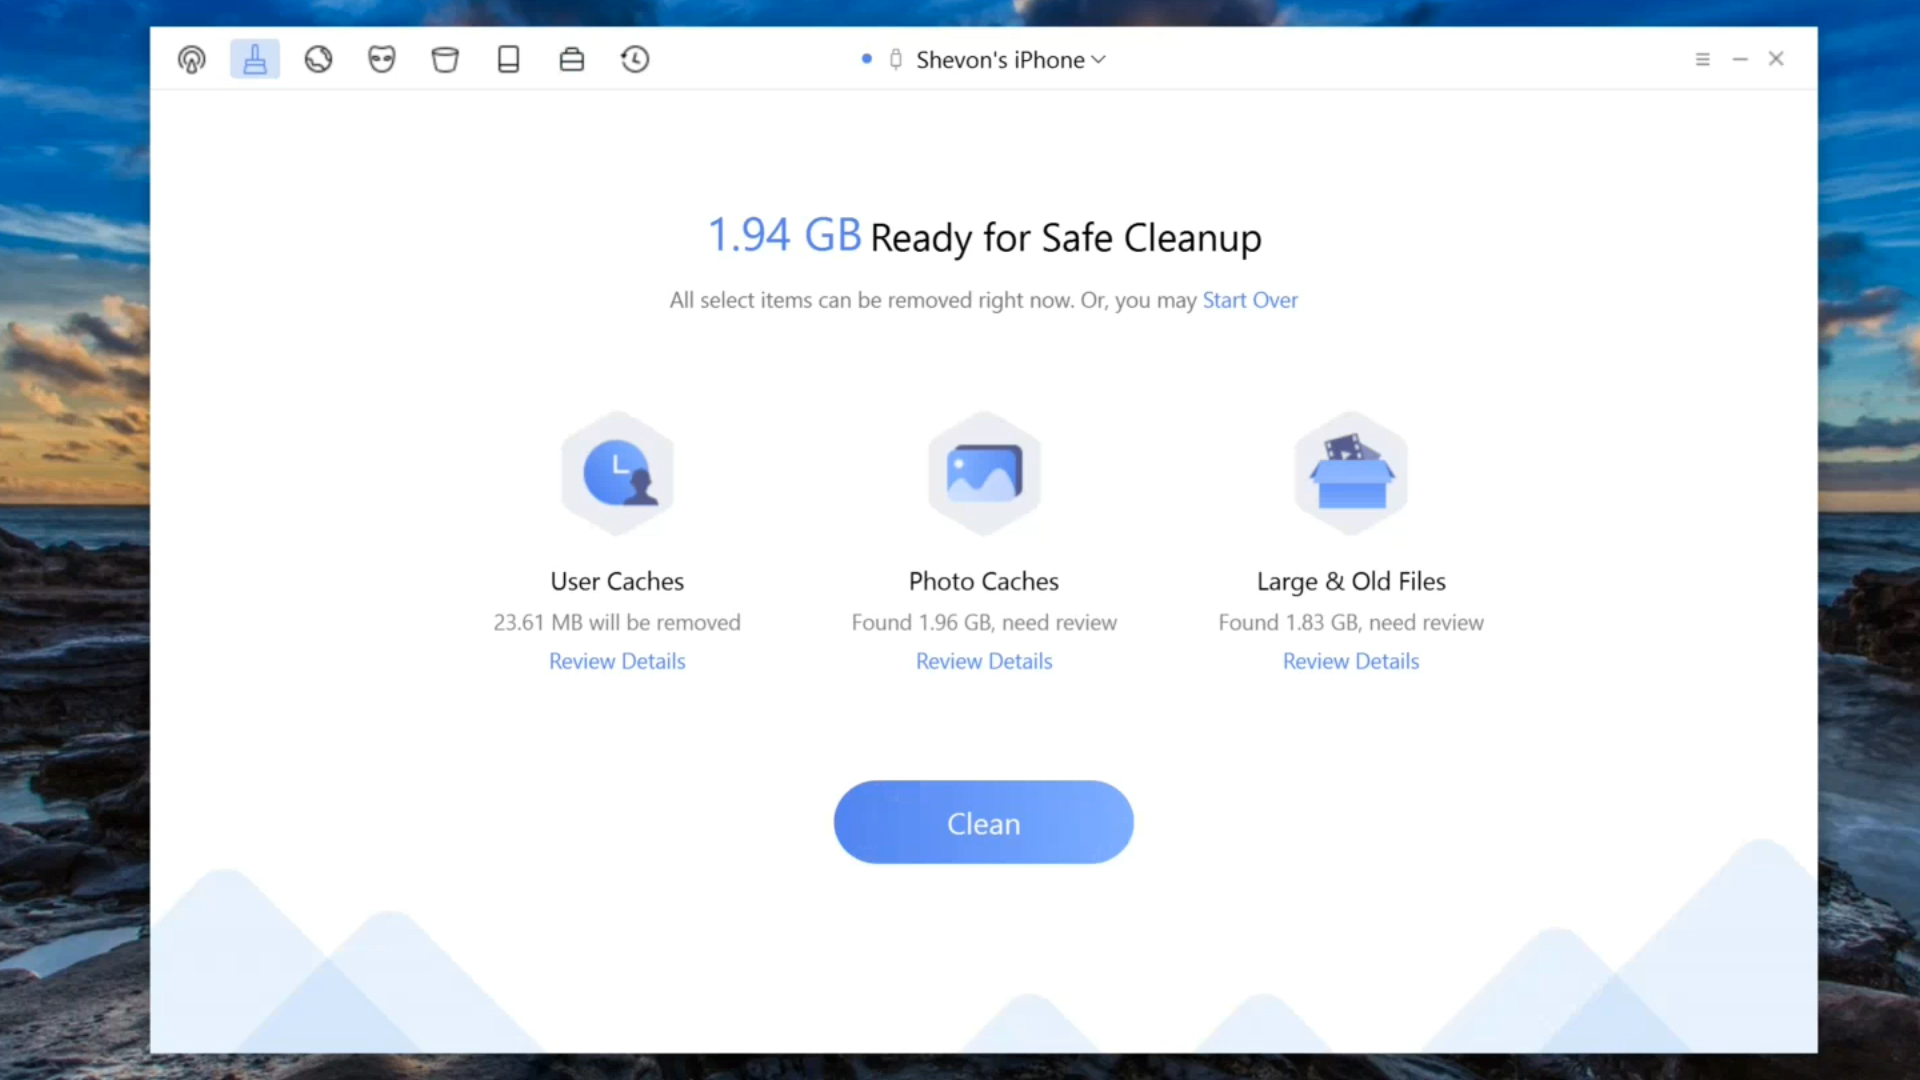 Shevon's iPhone
1.94 GB Ready for Safe Cleanup
All select items can be removed right now. Or, you may Start Over
User Caches
23.61 MB will be removed
Review Details
Photo Caches
Found 1.96 GB, need review
Review Details
Large & Old Files
Found 1.83 GB, need review
Review Details
Clean